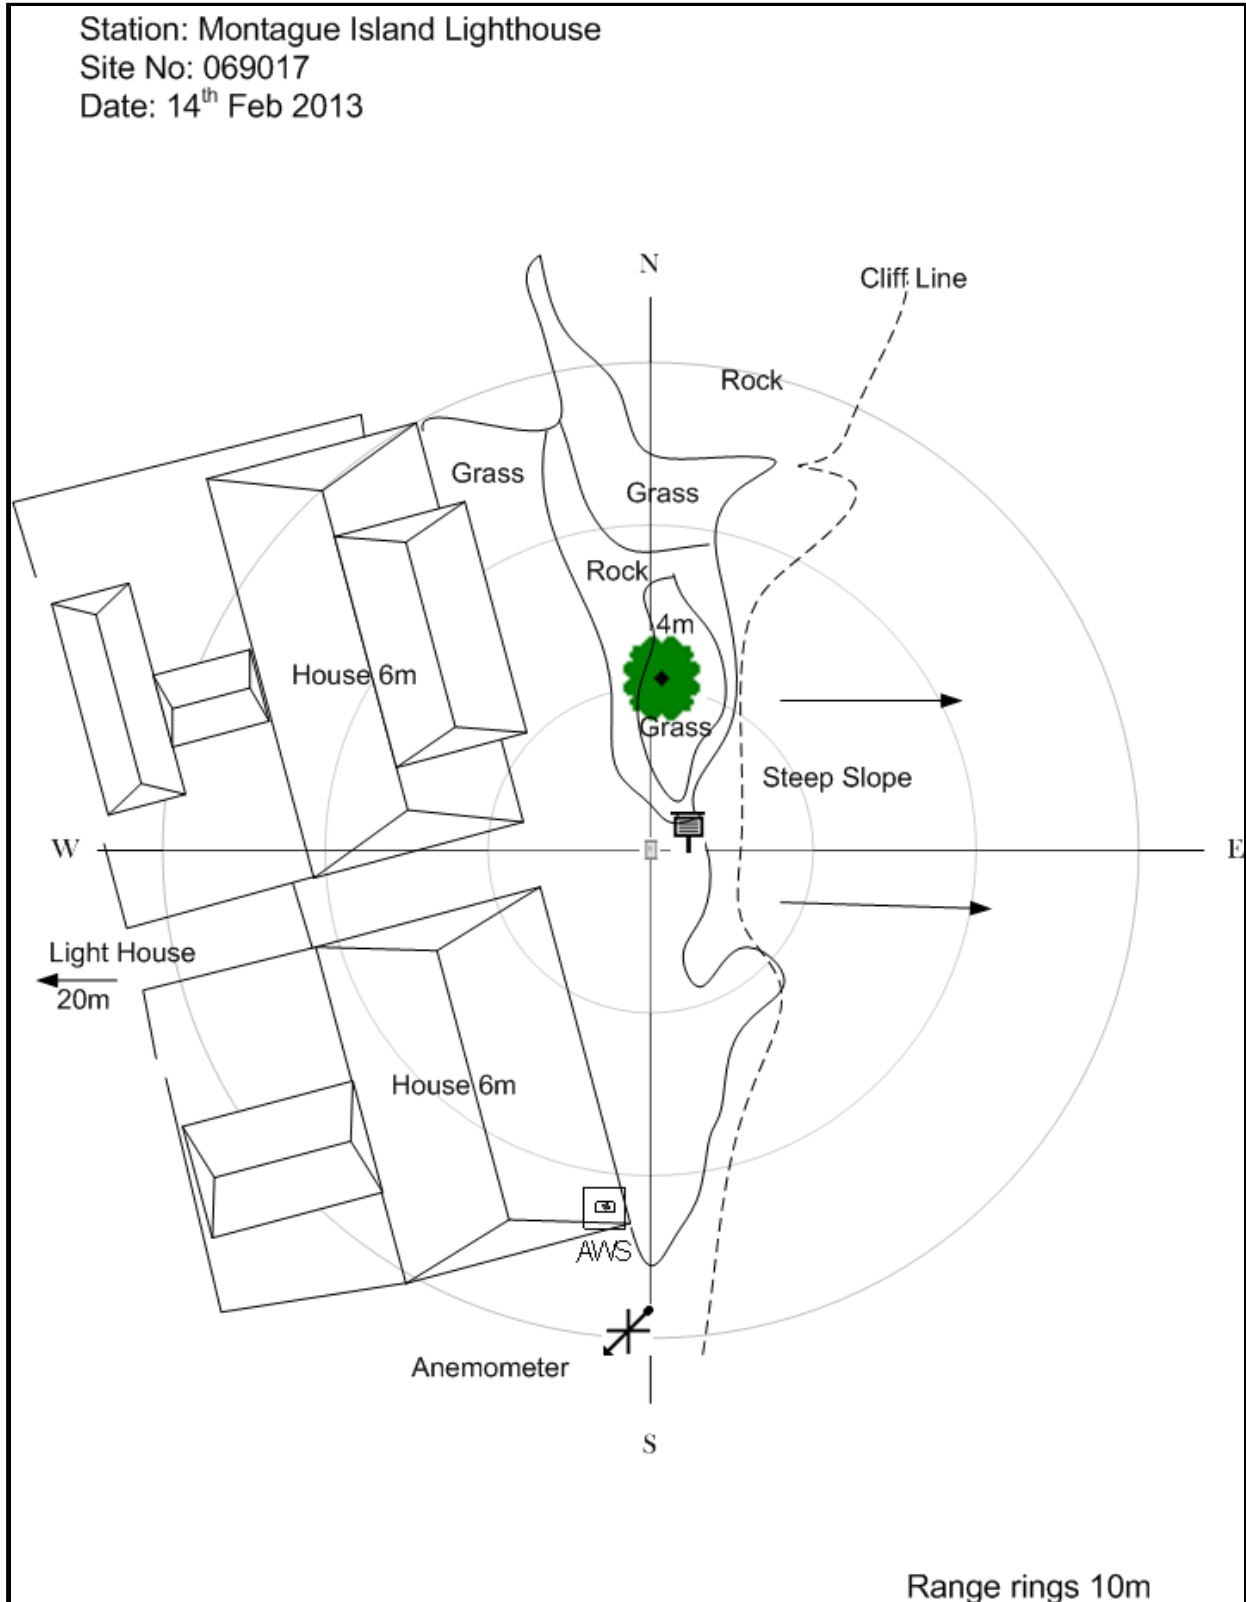 Station: Montague Island Lighthouse
Site No: 069017
Date: 14th Feb 2013
N
Cliff Line
Rock
Grass
Grass
Rock
4m
House 6m
Grass
Steep Slope
W
E
Light House
20m
House 6m
AWS
Anemometer
S
Range rings 10m